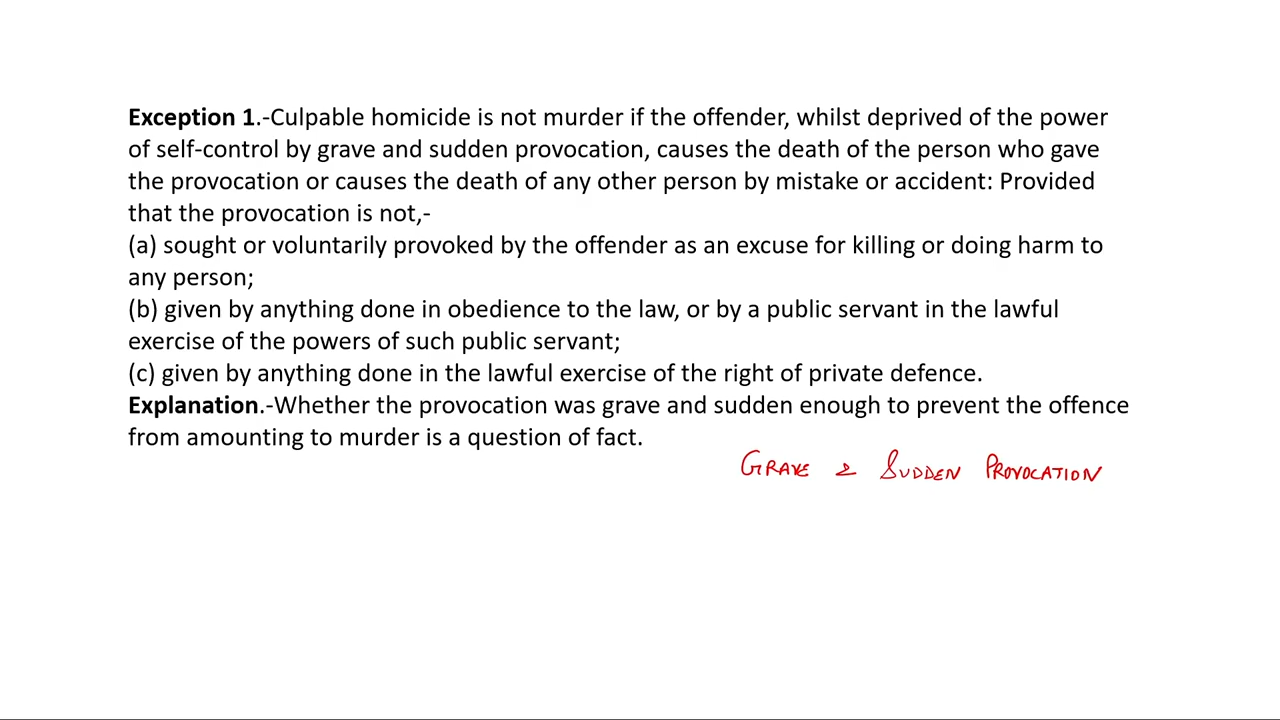 Exception 1.-Culpable homicide is not murder if the offender, whilst deprived of the power
of self-control by grave and sudden provocation, causes the death of the person who gave
the provocation or causes the death of any other person by mistake or accident: Provided
that the provocation is not,-
(a) sought or voluntarily provoked by the offender as an excuse for killing or doing harm to
any person;
(b) given by anything done in obedience to the law, or by a public servant in the lawful
exercise of the powers of such public servant;
(c) given by anything done in the lawful exercise of the right of private defence.
Explanation.-Whether the provocation was grave and sudden enough to prevent the offence
from amounting to murder is a question of fact.
GRAVE & SUDDEN PROVOCATION